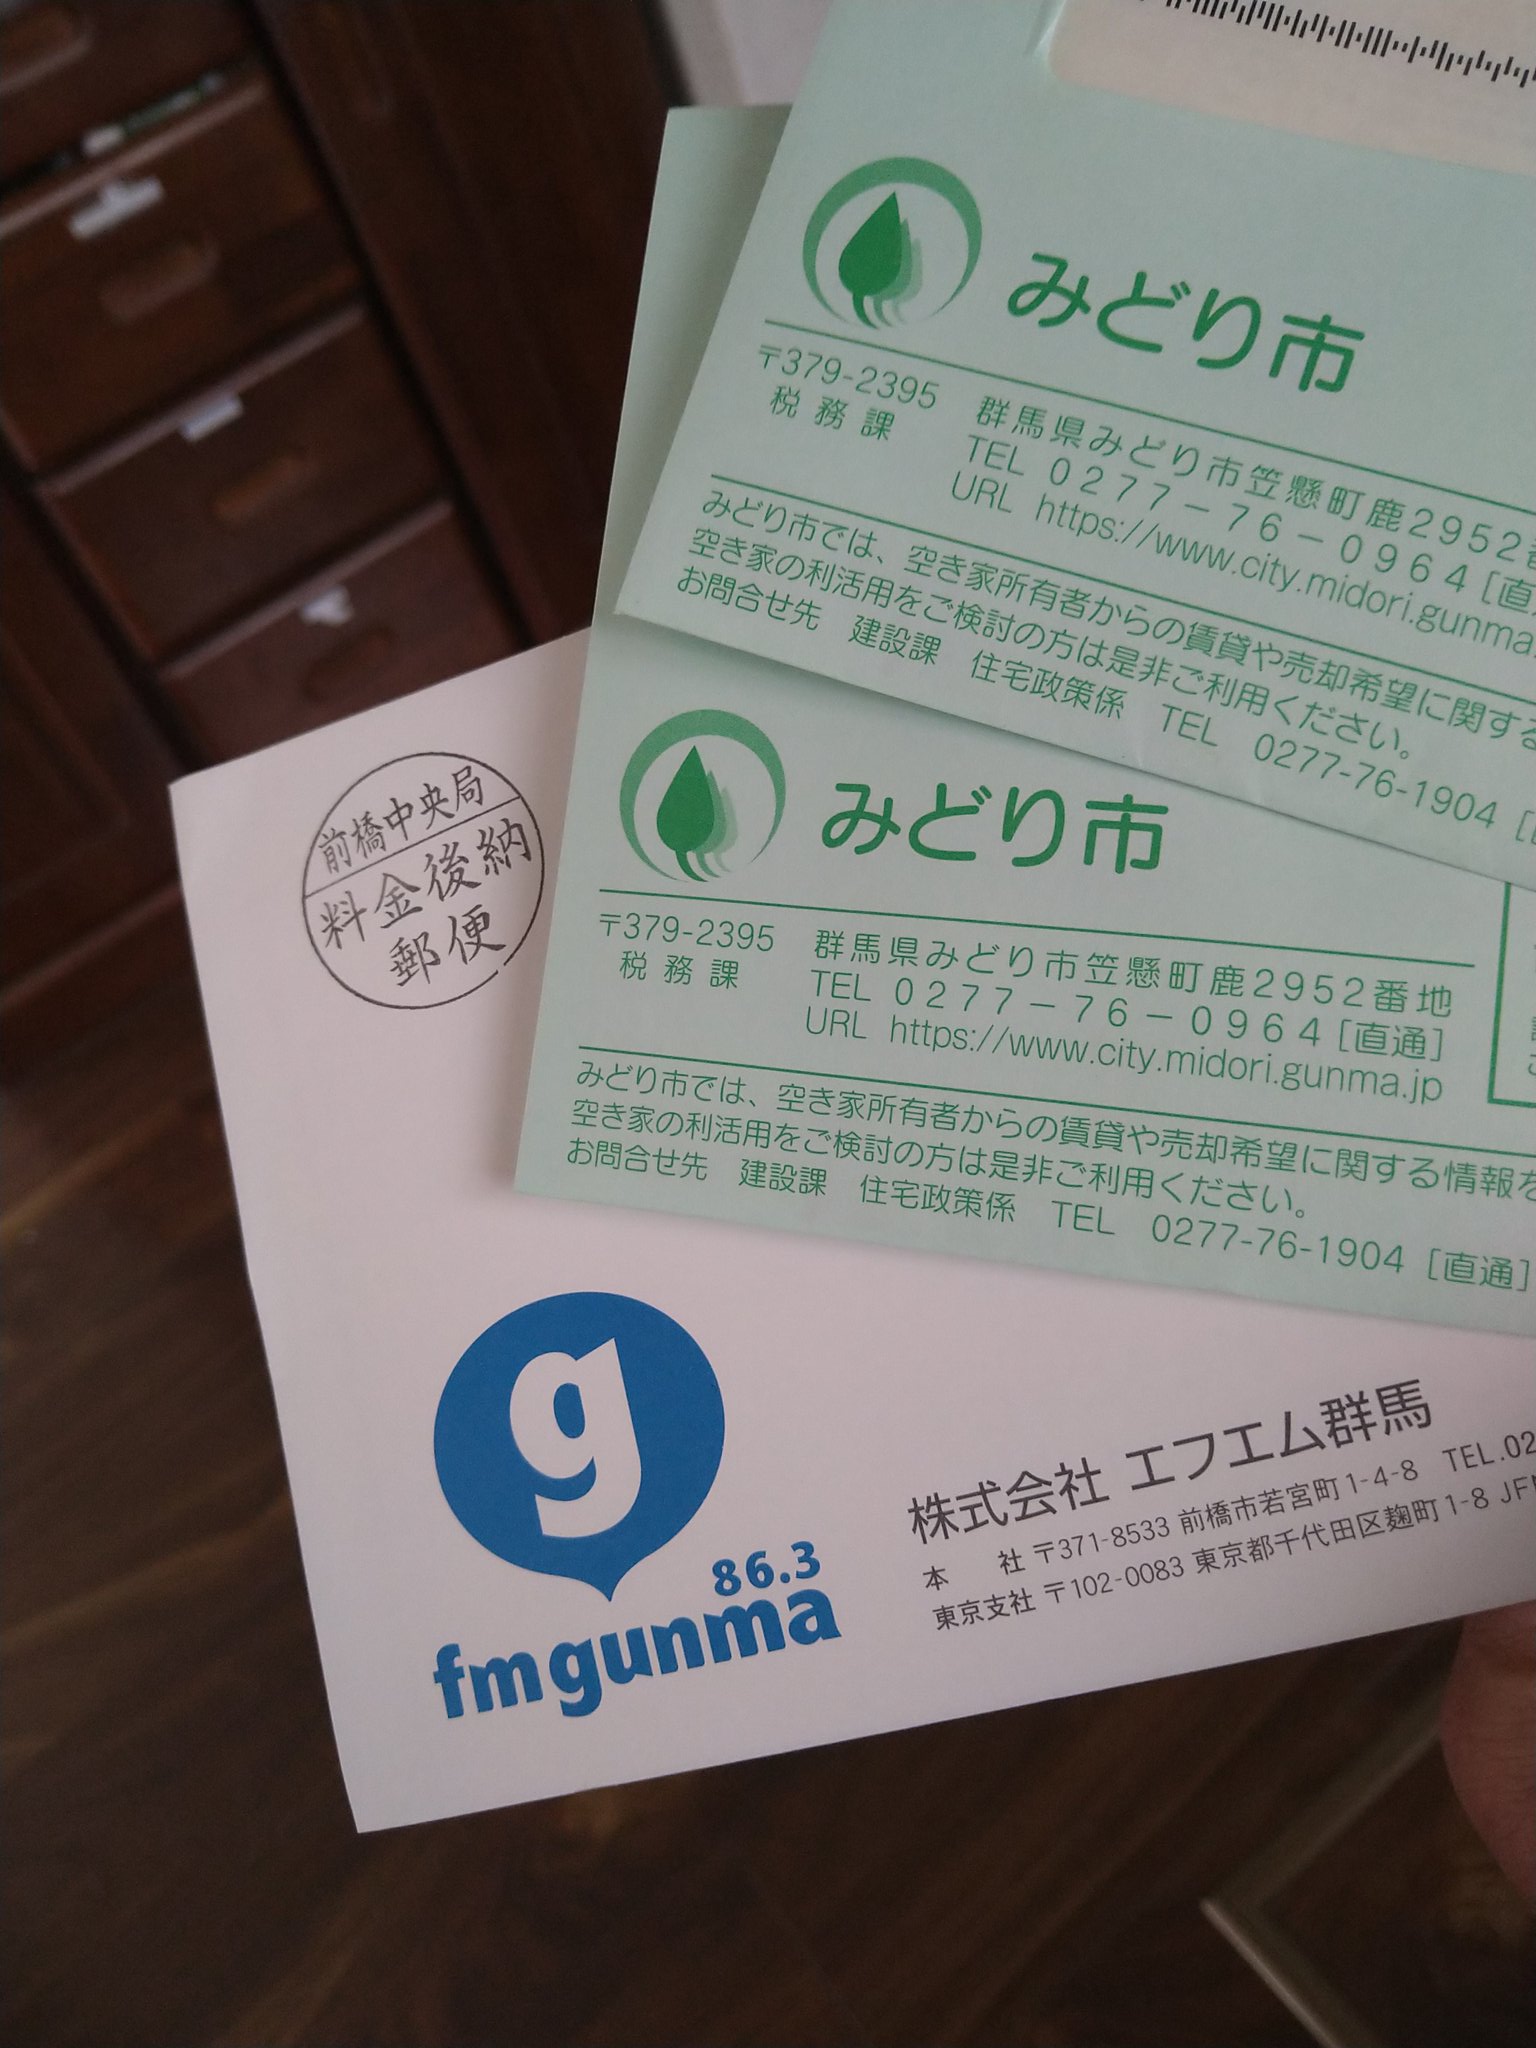 みどり市
〒379-2395
税務課
群馬県みどり市笠懸町鹿2952番
TEL 0277-76-0964[直
URL https://www.city.midori.gunma.
みどり市では、空き家所有者からの賃貸や売却希望に関する
空き家の利活用をご検討の方は是非ご利用ください。
お問合せ先 建設課 住宅政策係 TEL 0277-76-1904
みどり市
〒379-2395
税務課
群馬県みどり市笠懸町鹿2952番地
TEL 0277-76-0964[直通]
URL https://www.city.midori.gunma.jp
みどり市では、空き家所有者からの賃貸や売却希望に関する情報を
空き家の利活用をご検討の方は是非ご利用ください。
お問合せ先 建設課 住宅政策係 TEL 0277-76-1904 [直通]
前橋中央局
料金後納
郵便
g
86.3
fmgunma
株式会社 エフエム群馬
本 社 〒371-8533 前橋市若宮町1-4-8 TEL.02
東京支社 〒102-0083 東京都千代田区麹町1-8 JF